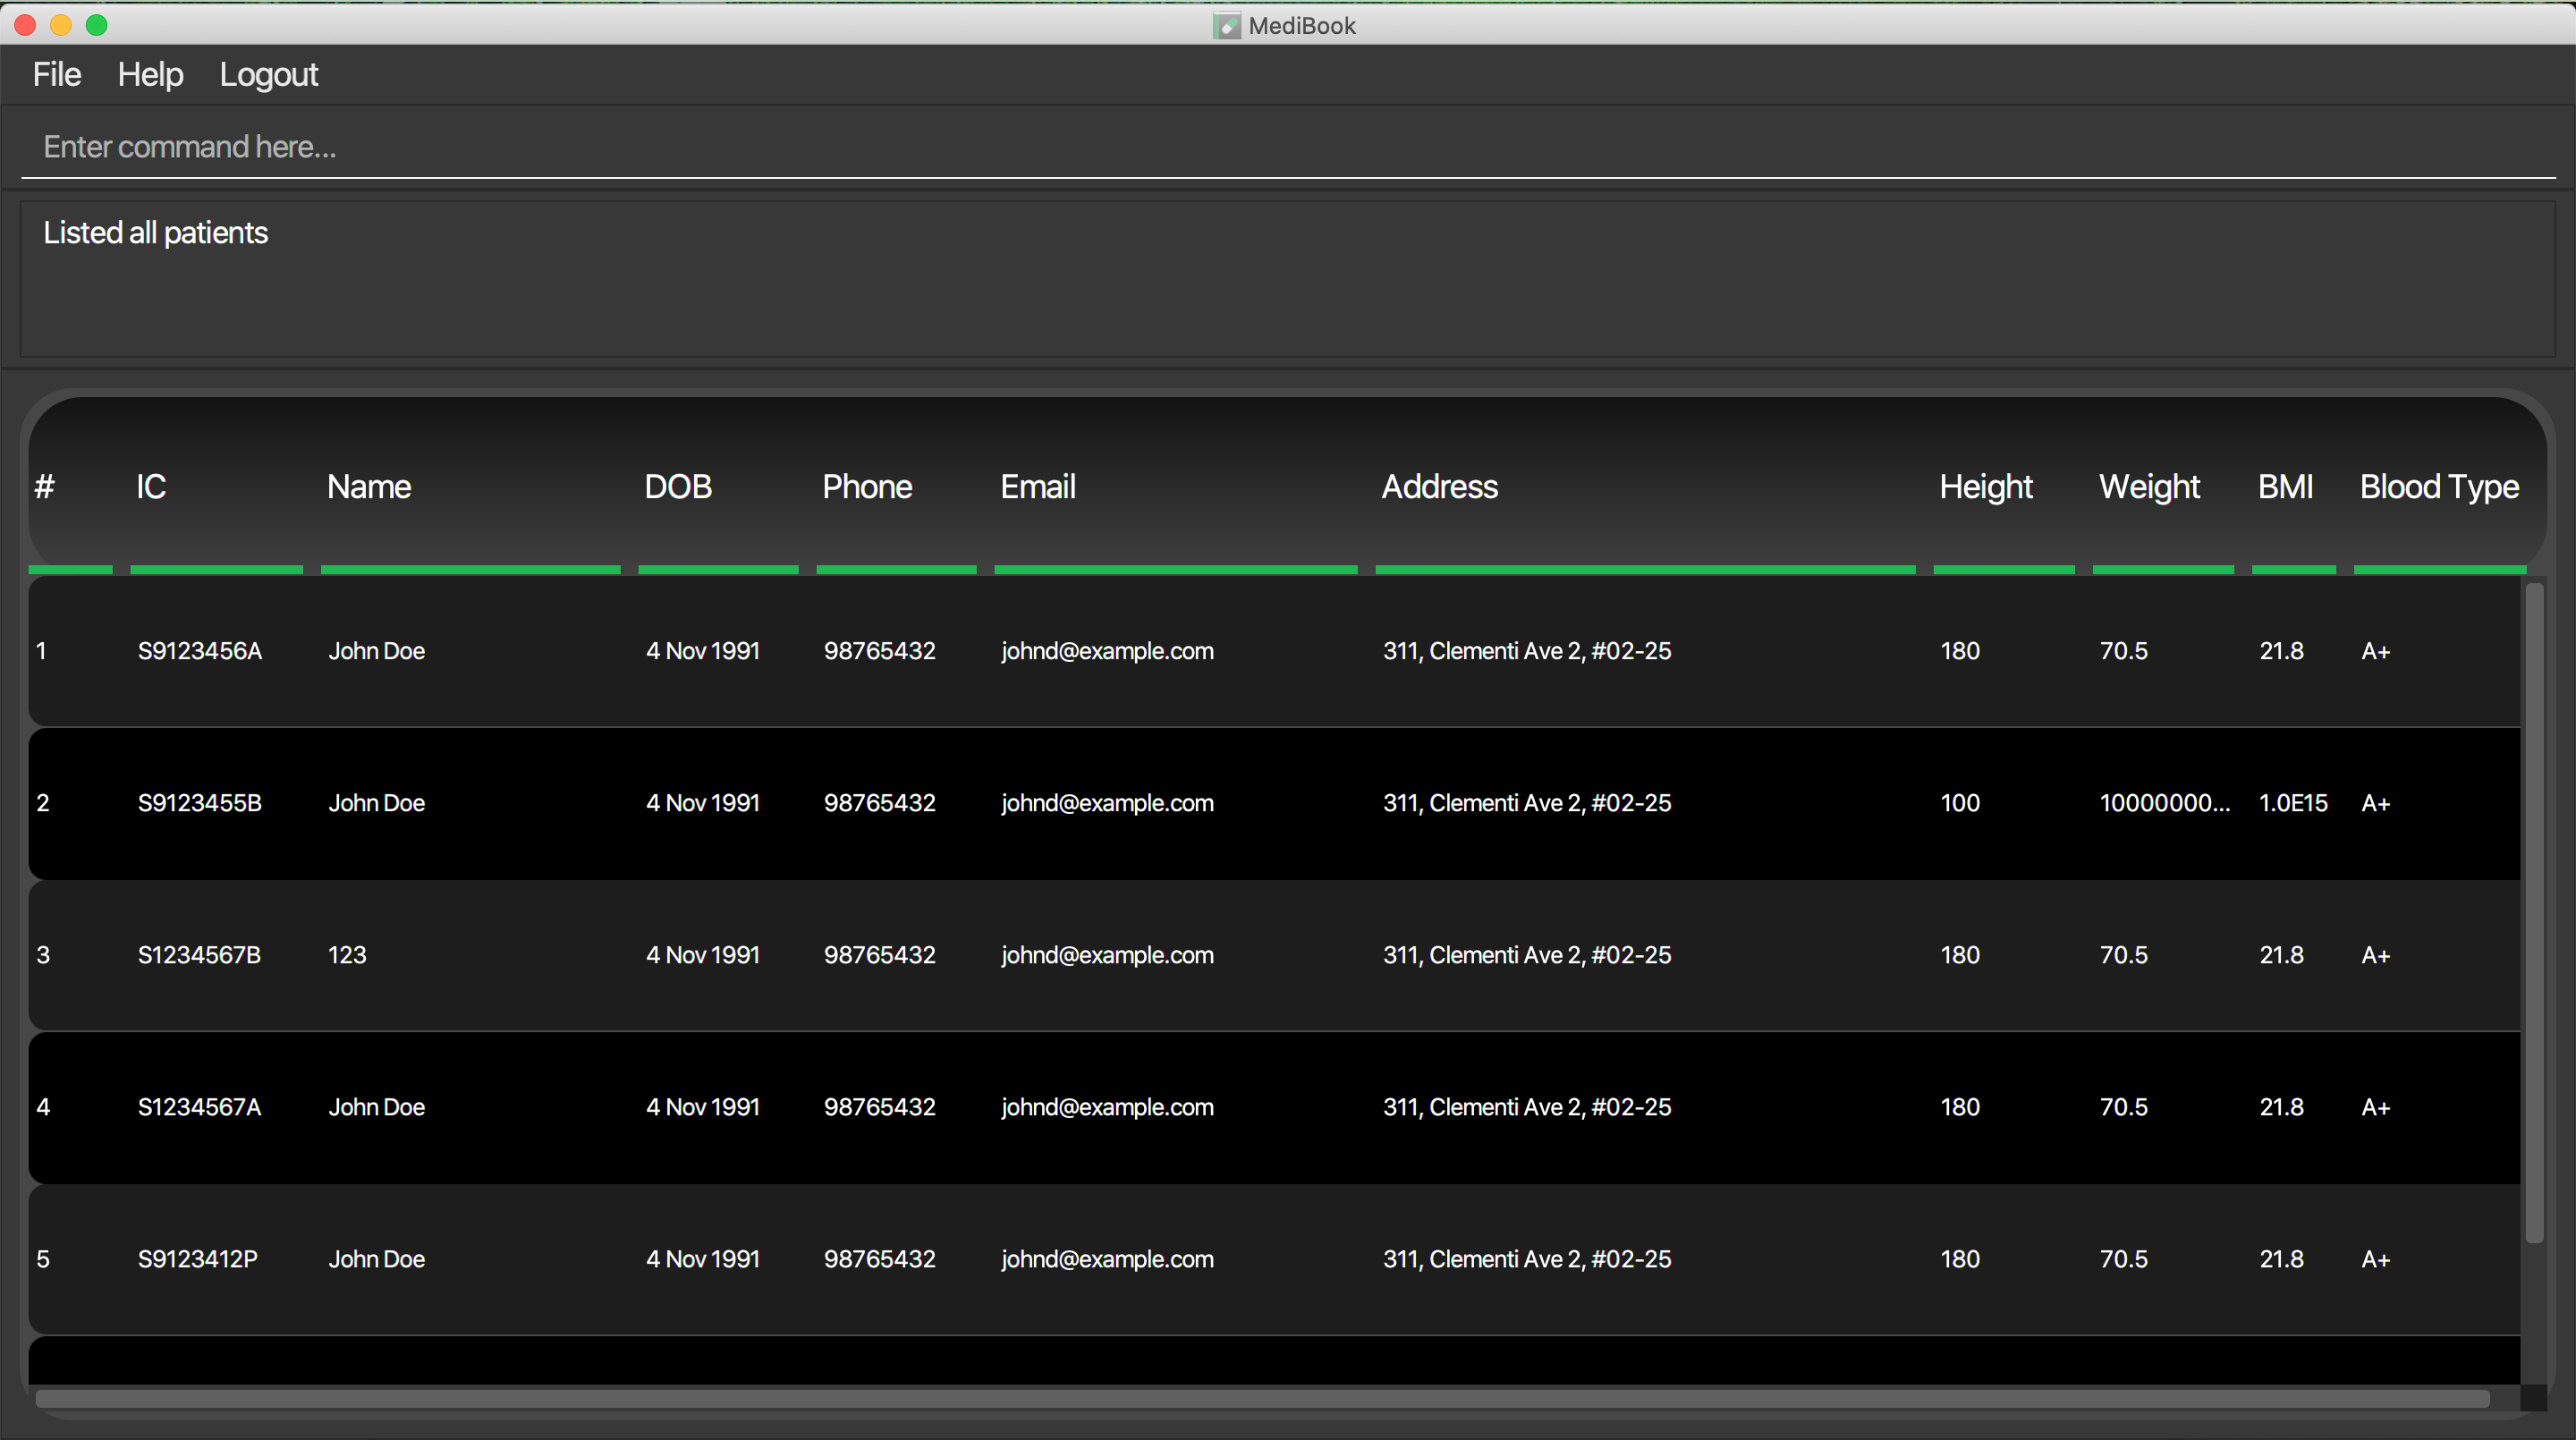 MediBook
File Help Logout
Enter command here...
Listed all patients
# IC Name DOB Phone Email Address Height Weight BMI Blood Type
1 S9123456A John Doe 4 Nov 1991 98765432 johnd@example.com 311, Clementi Ave 2, #02-25 180 70.5 21.8 A+
2 S9123455B John Doe 4 Nov 1991 98765432 johnd@example.com 311, Clementi Ave 2, #02-25 100 10000000... 1.0E15 A+
3 S1234567B 123 4 Nov 1991 98765432 johnd@example.com 311, Clementi Ave 2, #02-25 180 70.5 21.8 A+
4 S1234567A John Doe 4 Nov 1991 98765432 johnd@example.com 311, Clementi Ave 2, #02-25 180 70.5 21.8 A+
5 S9123412P John Doe 4 Nov 1991 98765432 johnd@example.com 311, Clementi Ave 2, #02-25 180 70.5 21.8 A+